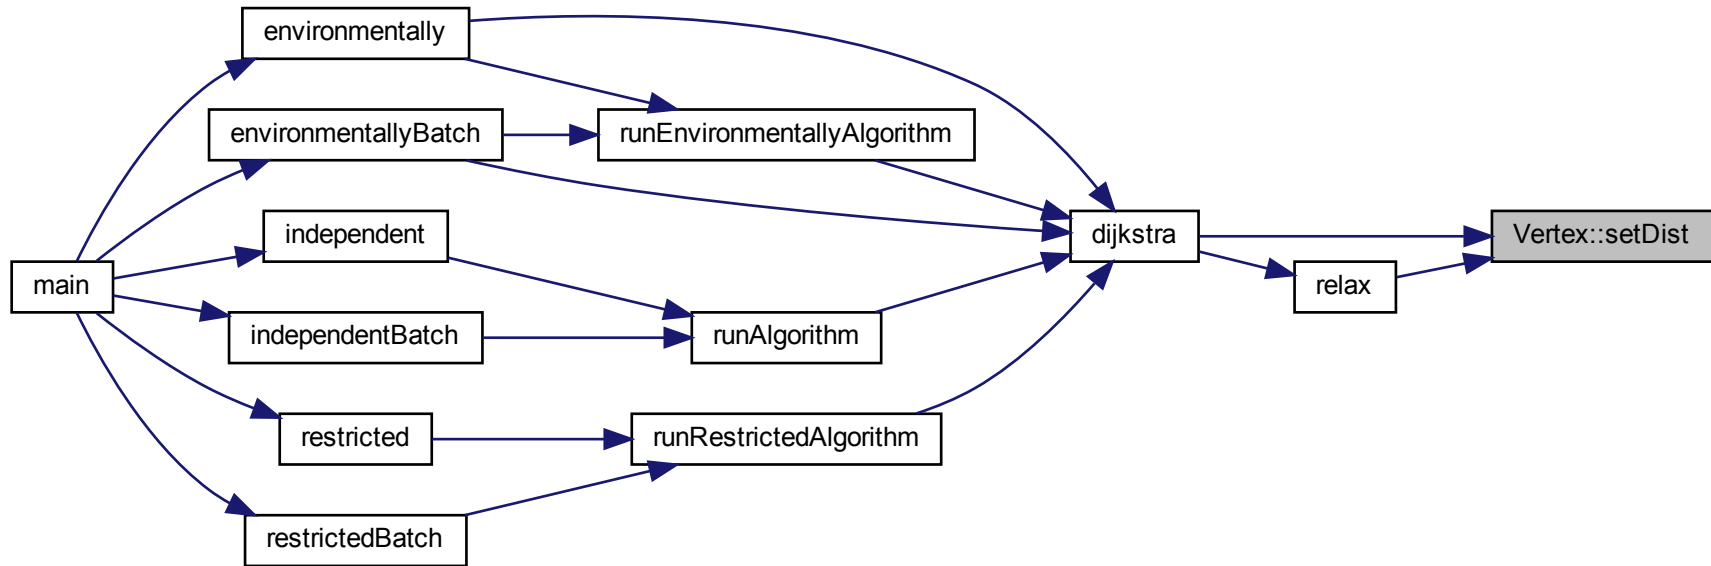 environmentally
environmentallyBatch
runEnvironmentallyAlgorithm
independent
dijkstra
Vertex::setDist
main
relax
independentBatch
runAlgorithm
restricted
runRestrictedAlgorithm
restrictedBatch